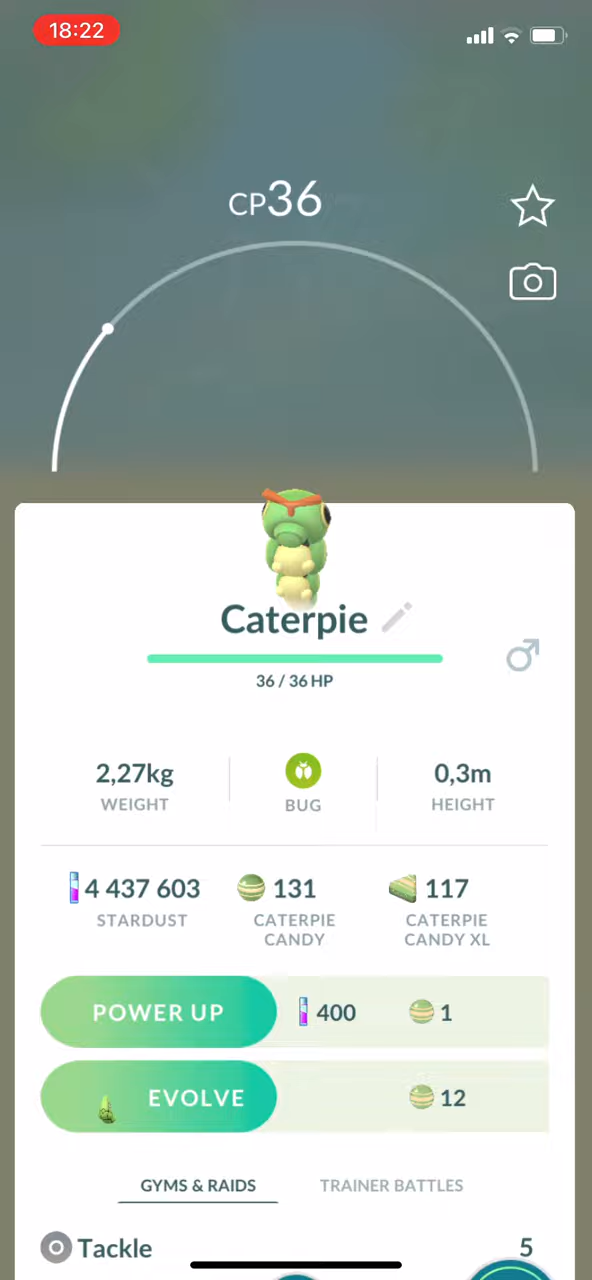 18:22
CP36
Caterpie
36 / 36 HP
2,27kg
WEIGHT
BUG
0,3m
HEIGHT
4 437 603
STARDUST
131
CATERPIE
CANDY
117
CATERPIE
CANDY XL
POWER UP
400
1
EVOLVE
12
GYMS & RAIDS
TRAINER BATTLES
Tackle
5